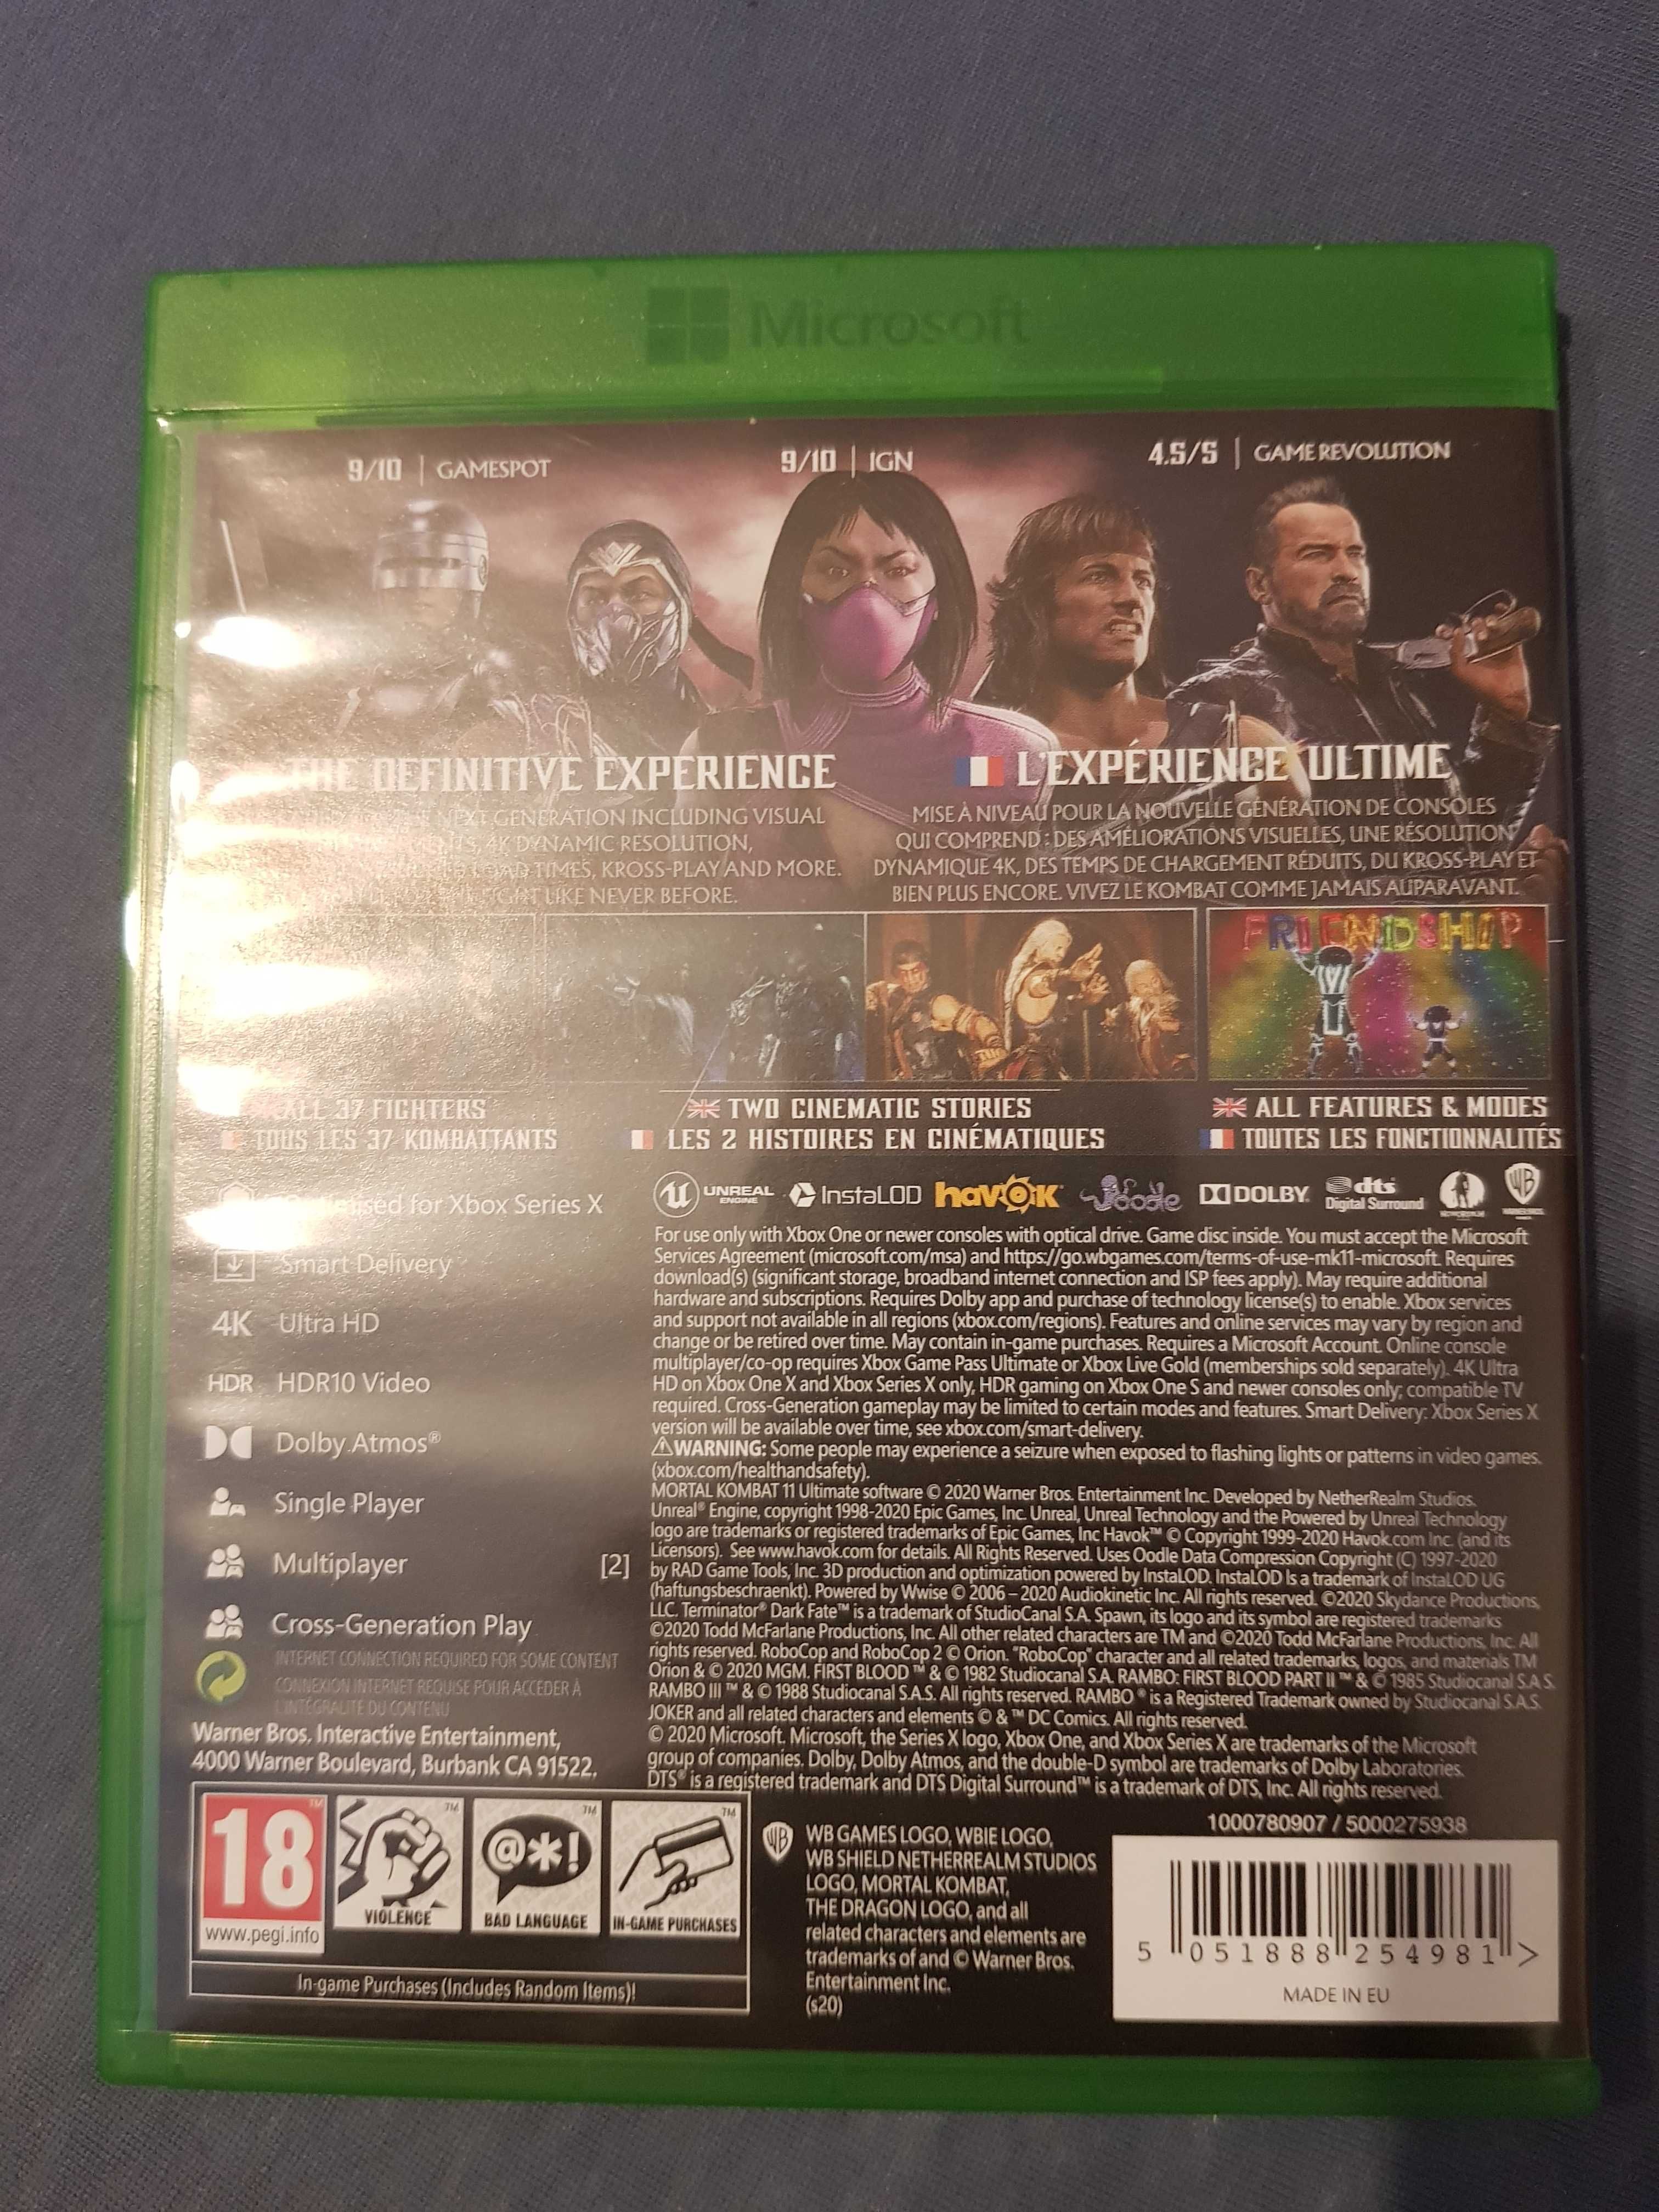 Microsoft
9/10 | GAMESPOT
9/10 | IGN
4.5/5 | GAME REVOLUTION
THE DEFINITIVE EXPERIENCE
NEXT GENERATION INCLUDING VISUAL
4K DYNAMIC RESOLUTION,
LOAD TIMES, KROSS-PLAY AND MORE.
LIKE NEVER BEFORE.
L'EXPÉRIENCE ULTIME
MISE À NIVEAU POUR LA NOUVELLE GÉNÉRATION DE CONSOLES
QUI COMPREND : DES AMÉLIORATIONS VISUELLES, UNE RÉSOLUTION
DYNAMIQUE 4K, DES TEMPS DE CHARGEMENT RÉDUITS, DU KROSS-PLAY ET
BIEN PLUS ENCORE. VIVEZ LE KOMBAT COMME JAMAIS AUPARAVANT.
FRIENDSHIP
ALL 37 FIGHTERS
TOUS LES 37 KOMBATTANTS
TWO CINEMATIC STORIES
LES 2 HISTOIRES EN CINÉMATIQUES
ALL FEATURES & MODES
TOUTES LES FONCTIONNALITÉS
for Xbox Series X
Smart Delivery
4K Ultra HD
HDR HDR10 Video
Dolby Atmos®
Single Player
Multiplayer [2]
Cross-Generation Play
INTERNET CONNECTION REQUIRED FOR SOME CONTENT
CONNEXION INTERNET REQUISE POUR ACCÉDER À
L'INTÉGRALITÉ DU CONTENU
Warner Bros. Interactive Entertainment,
4000 Warner Boulevard, Burbank CA 91522.
UNREAL ENGINE InstaLOD havok Oodle DOLBY dts Digital Surround WB
For use only with Xbox One or newer consoles with optical drive. Game disc inside. You must accept the Microsoft
Services Agreement (microsoft.com/msa) and https://go.wbgames.com/terms-of-use-mk11-microsoft. Requires
download(s) (significant storage, broadband internet connection and ISP fees apply). May require additional
hardware and subscriptions. Requires Dolby app and purchase of technology license(s) to enable. Xbox services
and support not available in all regions (xbox.com/regions). Features and online services may vary by region and
change or be retired over time. May contain in-game purchases. Requires a Microsoft Account. Online console
multiplayer/co-op requires Xbox Game Pass Ultimate or Xbox Live Gold (memberships sold separately). 4K Ultra
HD on Xbox One X and Xbox Series X only, HDR gaming on Xbox One S and newer consoles only; compatible TV
required. Cross-Generation gameplay may be limited to certain modes and features. Smart Delivery: Xbox Series X
version will be available over time, see xbox.com/smart-delivery.
⚠WARNING: Some people may experience a seizure when exposed to flashing lights or patterns in video games.
(xbox.com/healthandsafety).
MORTAL KOMBAT 11 Ultimate software © 2020 Warner Bros. Entertainment Inc. Developed by NetherRealm Studios.
Unreal® Engine, copyright 1998-2020 Epic Games, Inc. Unreal, Unreal Technology and the Powered by Unreal Technology
logo are trademarks or registered trademarks of Epic Games, Inc Havok™ © Copyright 1999-2020 Havok.com Inc. (and its
Licensors). See www.havok.com for details. All Rights Reserved. Uses Oodle Data Compression Copyright (C) 1997-2020
by RAD Game Tools, Inc. 3D production and optimization powered by InstaLOD. InstaLOD Is a trademark of InstaLOD UG
(haftungsbeschraenkt). Powered by Wwise © 2006 – 2020 Audiokinetic Inc. All rights reserved. ©2020 Skydance Productions,
LLC. Terminator® Dark Fate™ is a trademark of StudioCanal S.A. Spawn, its logo and its symbol are registered trademarks
©2020 Todd McFarlane Productions, Inc. All other related characters are TM and ©2020 Todd McFarlane Productions, Inc. All
rights reserved. RoboCop and RoboCop 2 © Orion. "RoboCop" character and all related trademarks, logos, and materials TM
Orion & © 2020 MGM. FIRST BLOOD ™ & © 1982 Studiocanal S.A. RAMBO: FIRST BLOOD PART II ™ & © 1985 Studiocanal S.A S.
RAMBO III ™ & © 1988 Studiocanal S.A.S. All rights reserved. RAMBO ® is a Registered Trademark owned by Studiocanal S.A.S.
JOKER and all related characters and elements © & ™ DC Comics. All rights reserved.
© 2020 Microsoft. Microsoft, the Series X logo, Xbox One, and Xbox Series X are trademarks of the Microsoft
group of companies. Dolby, Dolby Atmos, and the double-D symbol are trademarks of Dolby Laboratories.
DTS® is a registered trademark and DTS Digital Surround™ is a trademark of DTS, Inc. All rights reserved.
18
www.pegi.info
VIOLENCE
BAD LANGUAGE
IN-GAME PURCHASES
In-game Purchases (Includes Random Items)!
WB GAMES LOGO, WBIE LOGO,
WB SHIELD NETHERREALM STUDIOS
LOGO, MORTAL KOMBAT,
THE DRAGON LOGO, and all
related characters and elements are
trademarks of and © Warner Bros.
Entertainment Inc.
(s20)
1000780907 / 5000275938
5 051888 254981 >
MADE IN EU